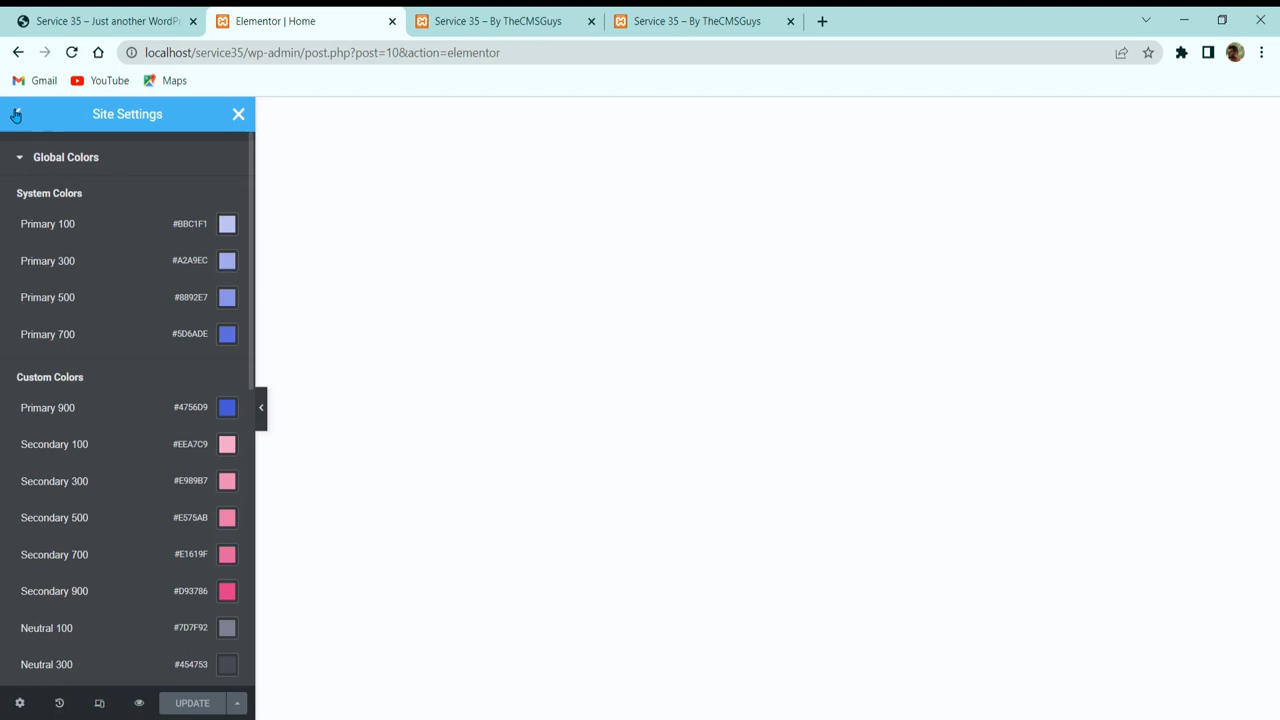 Service 35 – Just another WordPr
Elementor | Home
Service 35 – By TheCMSGuys
Service 35 – By TheCMSGuys
localhost/service35/wp-admin/post.php?post=10&action=elementor
Gmail
YouTube
Maps
Site Settings
Global Colors
System Colors
Primary 100 #BBC1F1
Primary 300 #A2A9EC
Primary 500 #8892E7
Primary 700 #5D6ADE
Custom Colors
Primary 900 #4756D9
Secondary 100 #EEA7C9
Secondary 300 #E989B7
Secondary 500 #E575AB
Secondary 700 #E1619F
Secondary 900 #D93786
Neutral 100 #7D7F92
Neutral 300 #454753
UPDATE